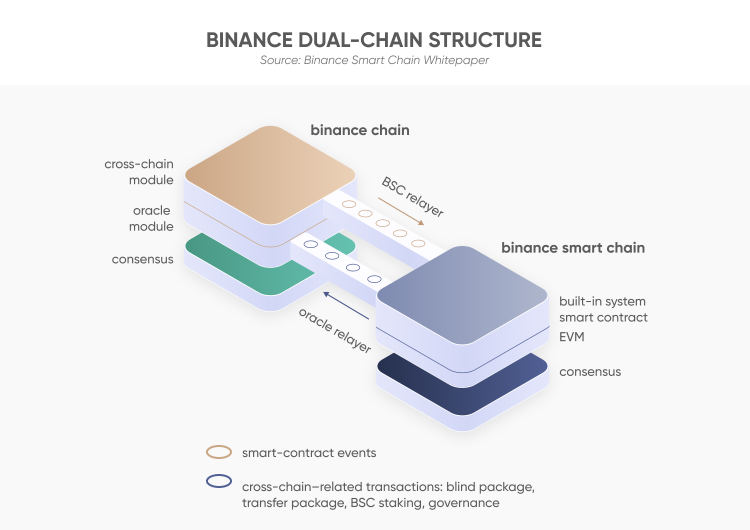 BINANCE DUAL-CHAIN STRUCTURE
Source: Binance Smart Chain Whitepaper
binance chain
cross-chain
module
oracle
module
consensus
BSC relayer
binance smart chain
built-in system
smart contract
EVM
consensus
oracle relayer
smart-contract events
cross-chain–related transactions: blind package,
transfer package, BSC staking, governance